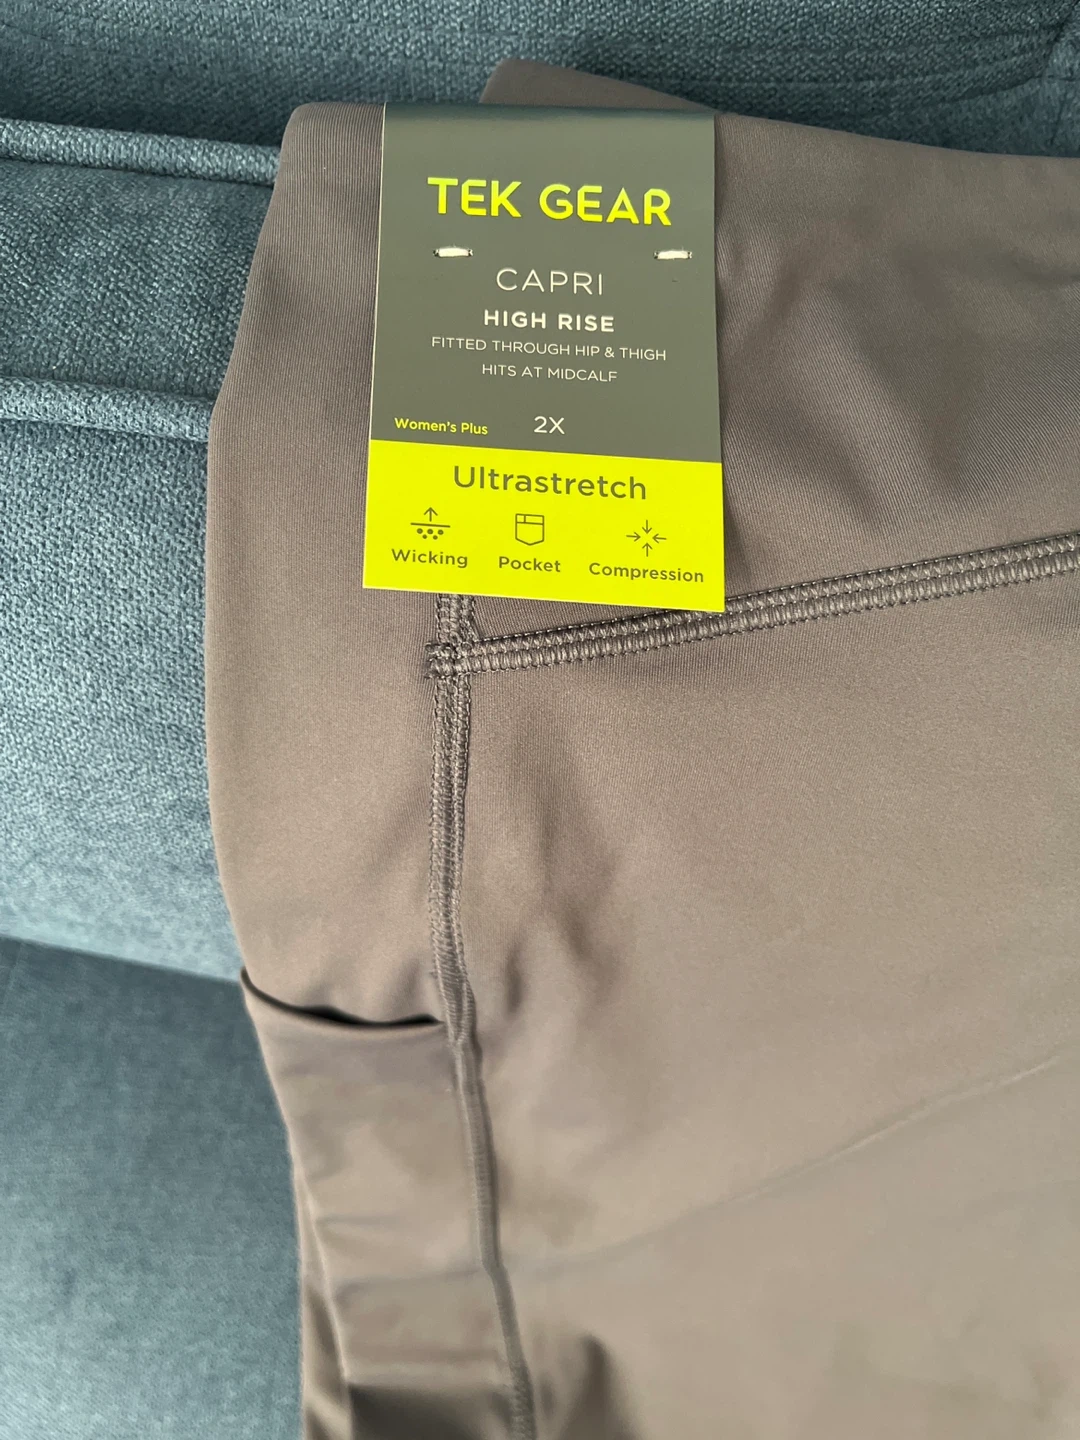 TEK GEAR
CAPRI
HIGH RISE
FITTED THROUGH HIP & THIGH
HITS AT MIDCALF
Women's Plus 2X
Ultrastretch
Wicking Pocket Compression